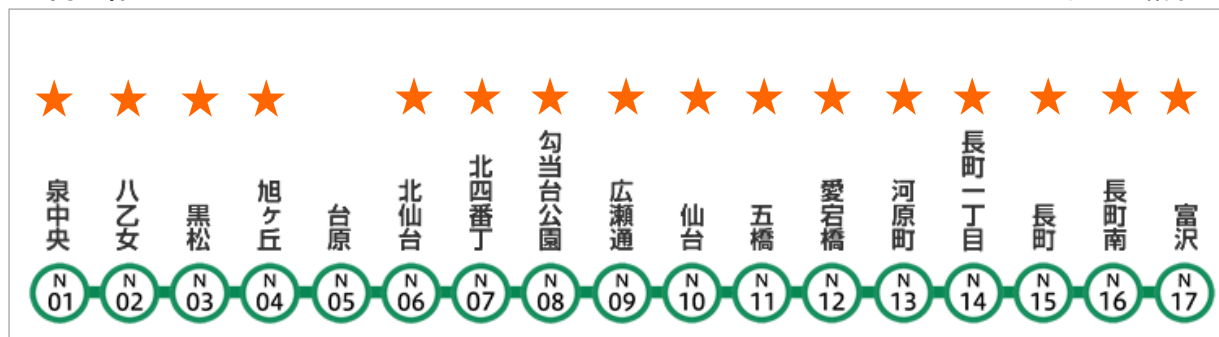 泉中央
八乙女
黒松
旭ヶ丘
台原
北仙台
北四番丁
勾当台公園
広瀬通
仙台
五橋
愛宕橋
河原町
長町一丁目
長町
長町南
富沢
N 01
N 02
N 03
N 04
N 05
N 06
N 07
N 08
N 09
N 10
N 11
N 12
N 13
N 14
N 15
N 16
N 17